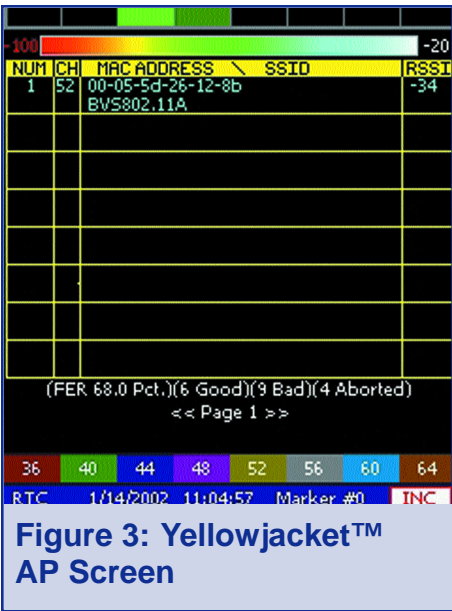 -100 -20
NUM CH MAC ADDRESS \ SSID RSSI
1 52 00-05-5d-26-12-8b -34
BVS802.11A
(FER 68.0 Pct.)(6 Good)(9 Bad)(4 Aborted)
<< Page 1 >>
36 40 44 48 52 56 60 64
RTC 1/14/2002 11:04:57 Marker #0 INC
Figure 3: Yellowjacket™
AP Screen